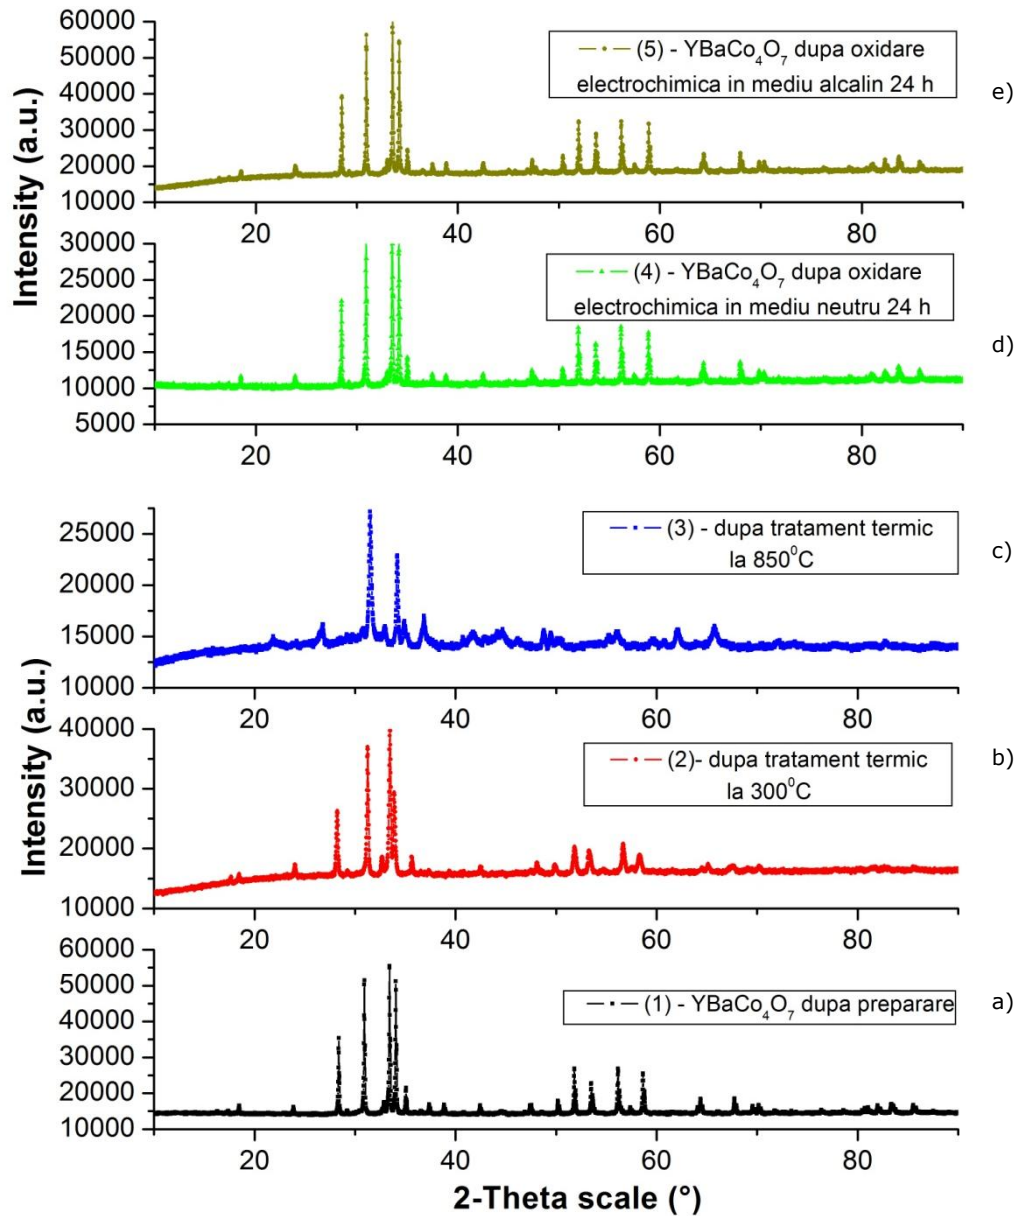 60000
50000
40000
30000
20000
10000
(5) - YBaCo₄O₇ dupa oxidare
electrochimica in mediu alcalin 24 h
e)
20 40 60 80
Intensity (a.u.)
30000
25000
20000
15000
10000
5000
(4) - YBaCo₄O₇ dupa oxidare
electrochimica in mediu neutru 24 h
d)
20 40 60 80
25000
20000
15000
10000
(3) - dupa tratament termic
la 850⁰C
c)
20 40 60 80
Intensity (a.u.)
40000
30000
20000
10000
(2)- dupa tratament termic
la 300⁰C
b)
20 40 60 80
60000
50000
40000
30000
20000
10000
(1) - YBaCo₄O₇ dupa preparare
a)
20 40 60 80
2-Theta scale (°)